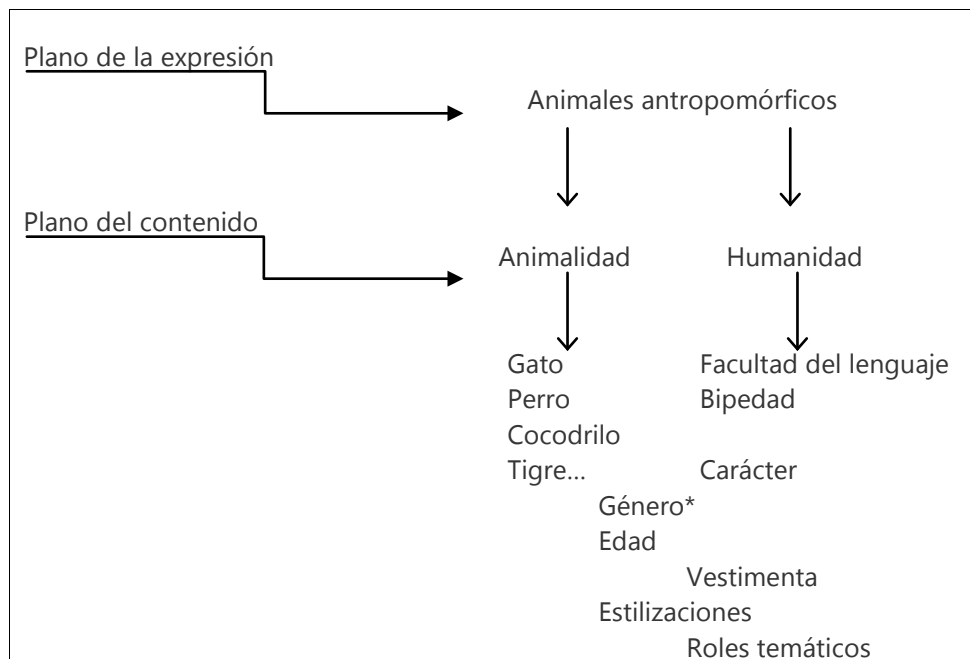 Plano de la expresión
Animales antropomórficos
Plano del contenido
Animalidad Humanidad
Gato Facultad del lenguaje
Perro Bipedad
Cocodrilo
Tigre... Carácter
Género*
Edad
Vestimenta
Estilizaciones
Roles temáticos